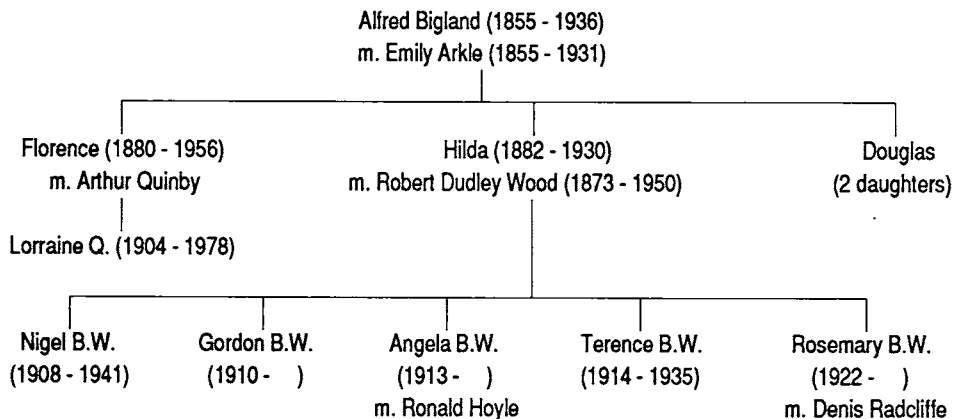 Alfred Bigland (1855 - 1936)
m. Emily Arkle (1855 - 1931)
Florence (1880 - 1956)
m. Arthur Quinby
Hilda (1882 - 1930)
m. Robert Dudley Wood (1873 - 1950)
Douglas
(2 daughters)
Lorraine Q. (1904 - 1978)
Nigel B.W.
(1908 - 1941)
Gordon B.W.
(1910 - )
Angela B.W.
(1913 - )
m. Ronald Hoyle
Terence B.W.
(1914 - 1935)
Rosemary B.W.
(1922 - )
m. Denis Radcliffe